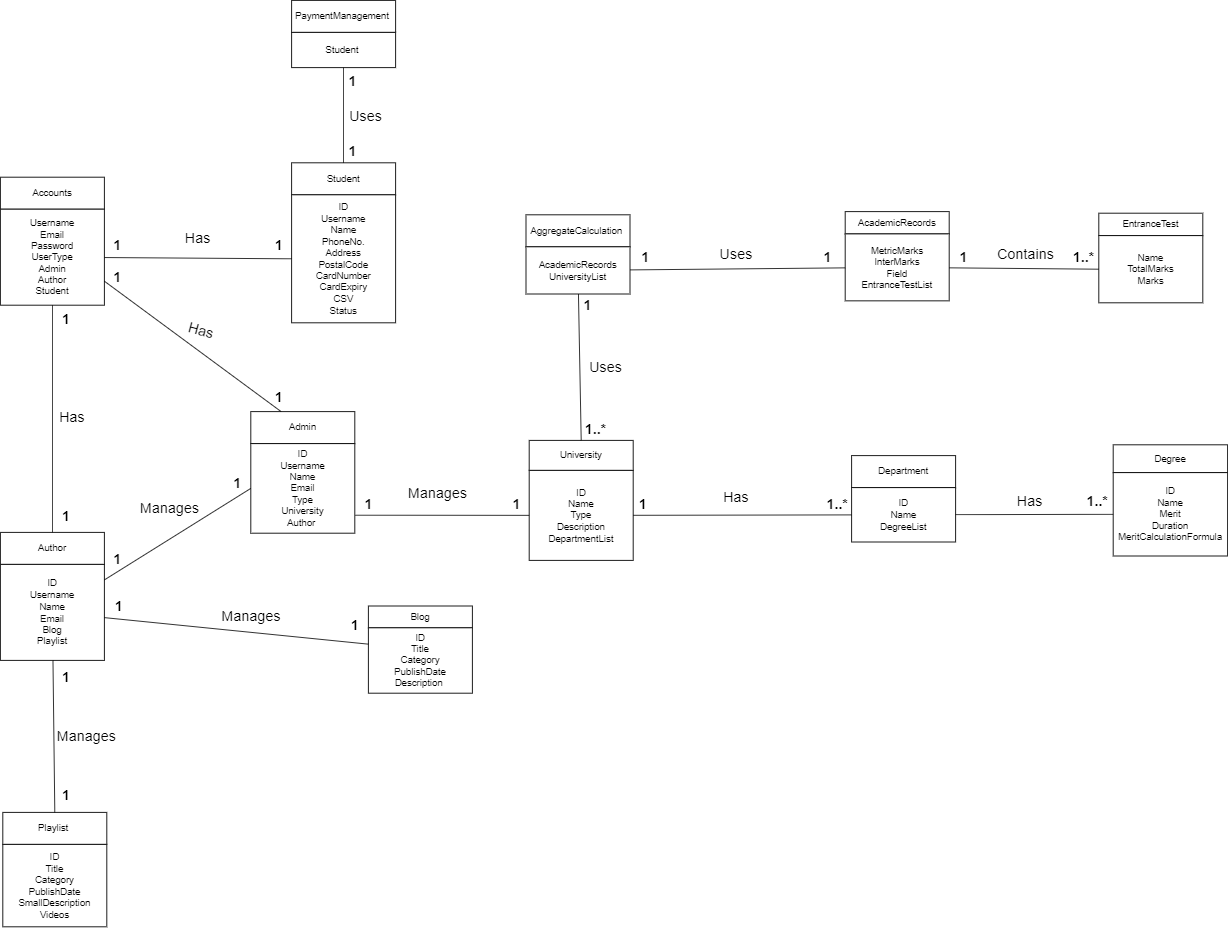 PaymentManagement
Student
1
Uses
1
Student
ID
Username
Name
PhoneNo.
Address
PostalCode
CardNumber
CardExpiry
CSV
Status
Accounts
Username
Email
Password
UserType
Admin
Author
Student
1
Has
1
1
Has
1
1
Has
1
AggregateCalculation
AcademicRecords
UniversityList
1
Uses
1
AcademicRecords
MetricMarks
InterMarks
Field
EntranceTestList
1
Contains
1..*
EntranceTest
Name
TotalMarks
Marks
1
Uses
1..*
Admin
ID
Username
Name
Email
Type
University
Author
1
Manages
1
University
ID
Name
Type
Description
DepartmentList
1
Has
1..*
Department
ID
Name
DegreeList
Has
1..*
Degree
ID
Name
Merit
Duration
MeritCalculationFormula
1
Manages
1
Author
ID
Username
Name
Email
Blog
Playlist
1
Manages
1
Blog
ID
Title
Category
PublishDate
Description
1
Manages
1
Playlist
ID
Title
Category
PublishDate
SmallDescription
Videos